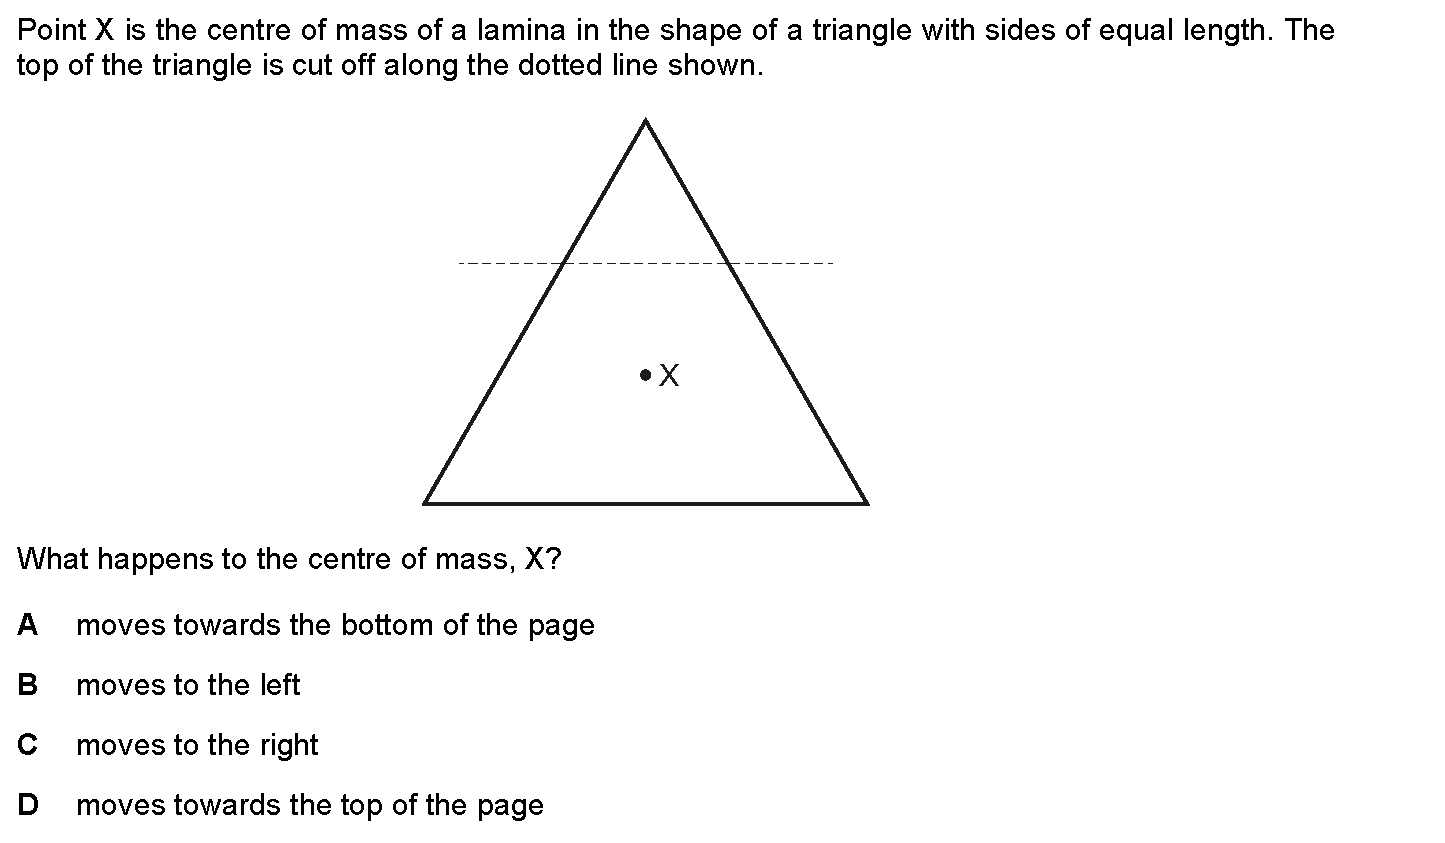 Point X is the centre of mass of a lamina in the shape of a triangle with sides of equal length. The
top of the triangle is cut off along the dotted line shown.
X
What happens to the centre of mass, X?
A moves towards the bottom of the page
B moves to the left
C moves to the right
D moves towards the top of the page